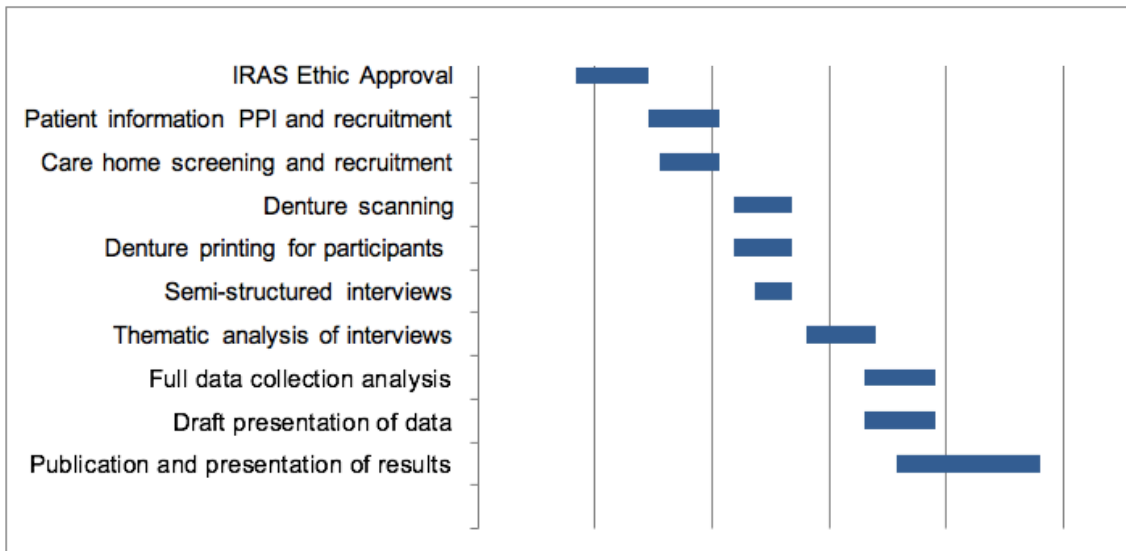 IRAS Ethic Approval
Patient information PPI and recruitment
Care home screening and recruitment
Denture scanning
Denture printing for participants
Semi-structured interviews
Thematic analysis of interviews
Full data collection analysis
Draft presentation of data
Publication and presentation of results